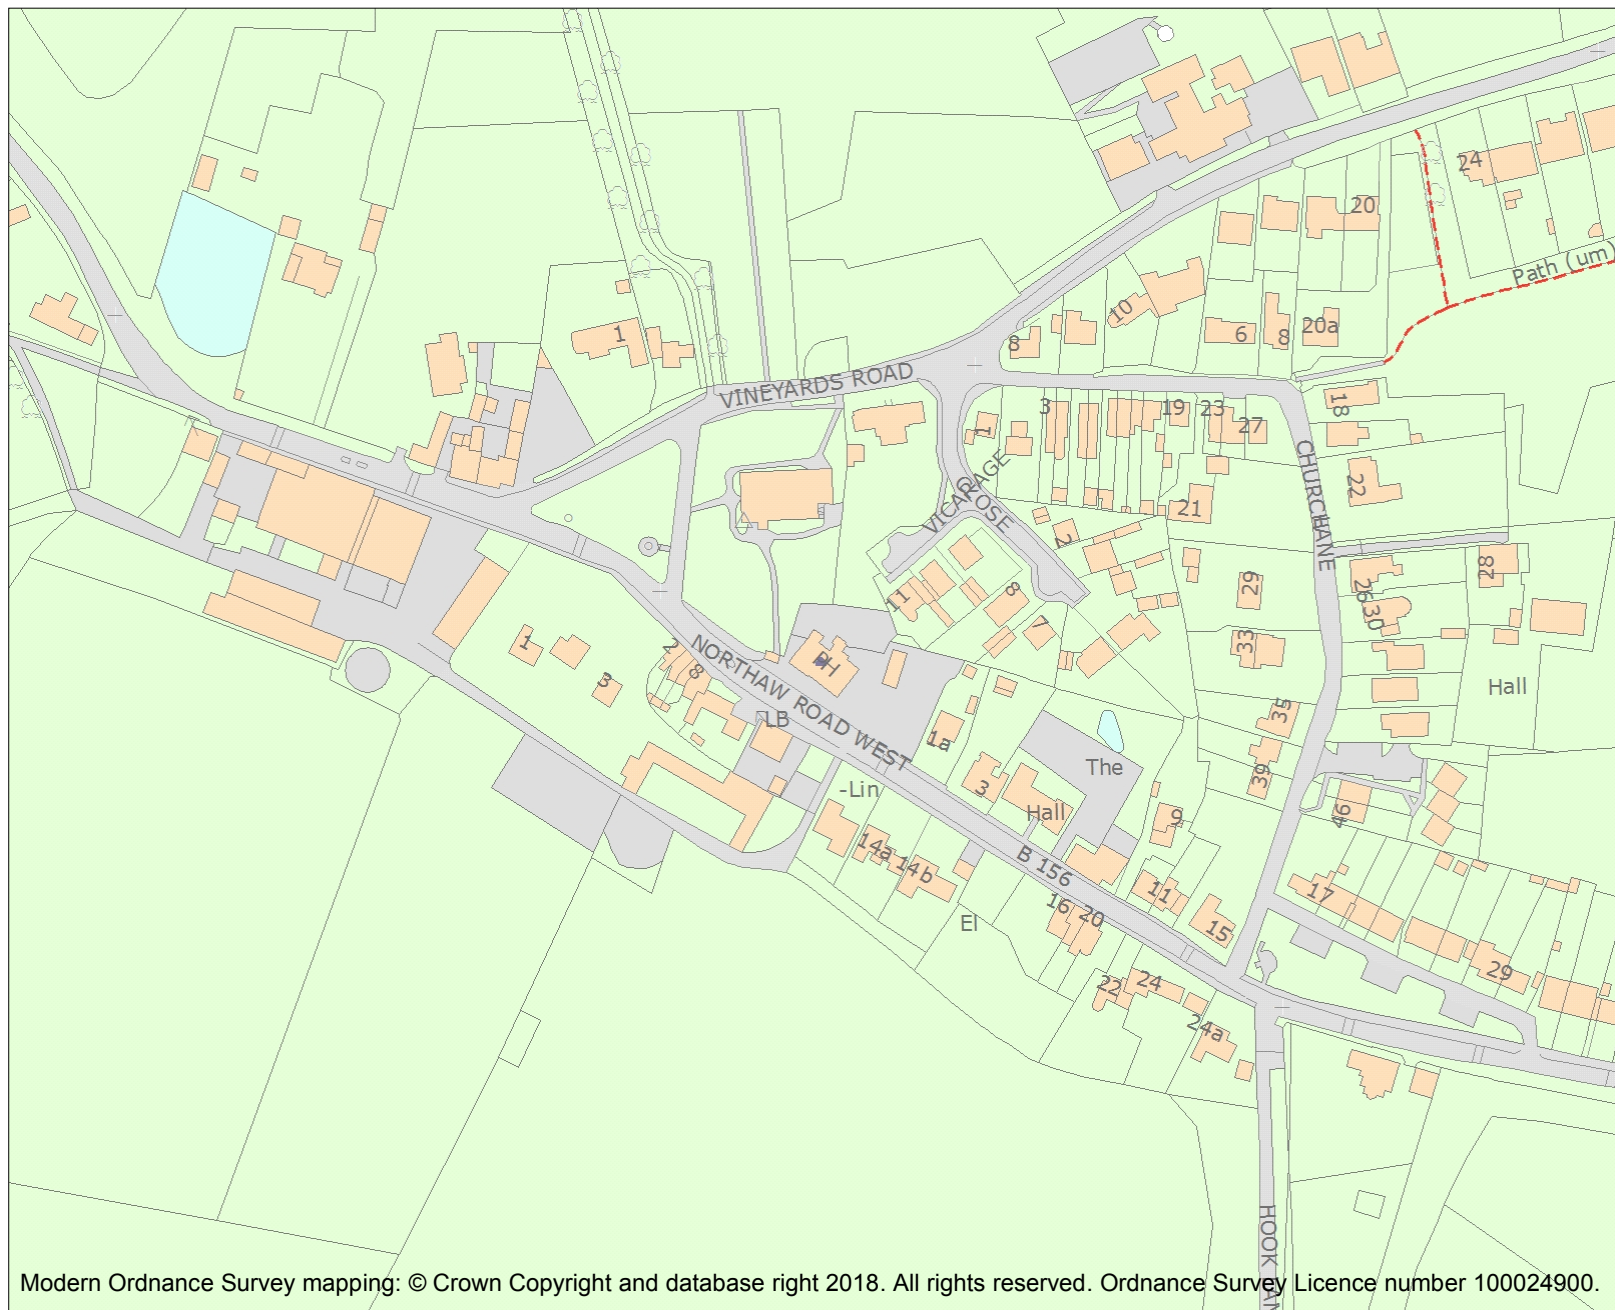 24
20
Path (um)
10
1
8
6
8
20a
VINEYARDS ROAD
3
1
19
23
27
18
CHURCH LANE
22
21
VICARAGE
CLOSE
2
29
28
26
30
11
8
7
33
1
3
2
8
PH
NORTHAW ROAD WEST
LB
Hall
35
1a
The
39
3
-Lin
Hall
9
46
14a
14b
B 156
11
17
16
20
15
El
29
22
24
24a
HOOK LAN
Modern Ordnance Survey mapping: © Crown Copyright and database right 2018. All rights reserved. Ordnance Survey Licence number 100024900.